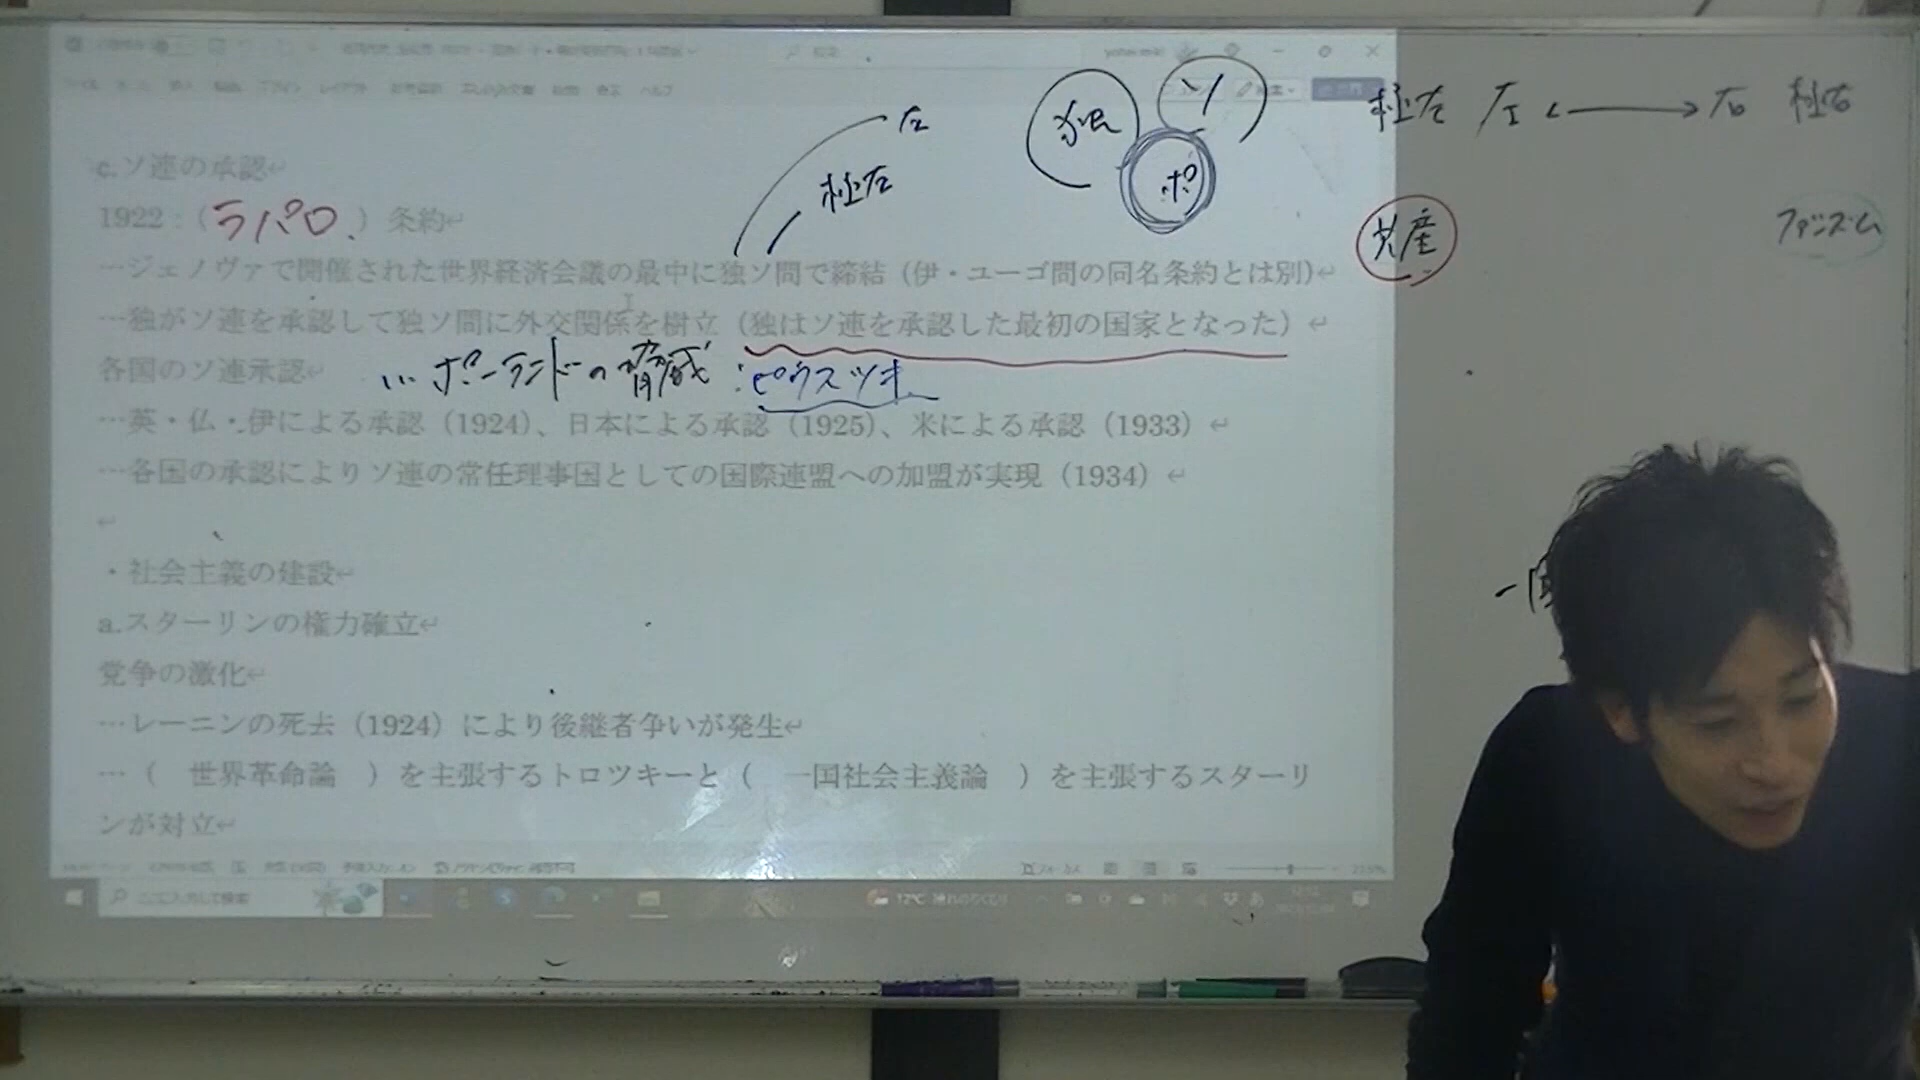 極左 左 ←→ 右 極右
共産
ファシズム
独 ソ
ポ
左
極左
c.ソ連の承認
1922:(ラパロ)条約
…ジェノヴァで開催された世界経済会議の最中に独ソ間で締結(伊・ユーゴ間の同名条約とは別)
…独がソ連を承認して独ソ間に外交関係を樹立(独はソ連を承認した最初の国家となった)
各国のソ連承認
…ポーランドの脅威:ピウスツキ
…英・仏・伊による承認(1924)、日本による承認(1925)、米による承認(1933)
…各国の承認によりソ連の常任理事国としての国際連盟への加盟が実現(1934)
・社会主義の建設
a.スターリンの権力確立
党争の激化
…レーニンの死去(1924)により後継者争いが発生
…( 世界革命論 )を主張するトロツキーと( 一国社会主義論 )を主張するスターリ
ンが対立
ここに入力して検索
12℃